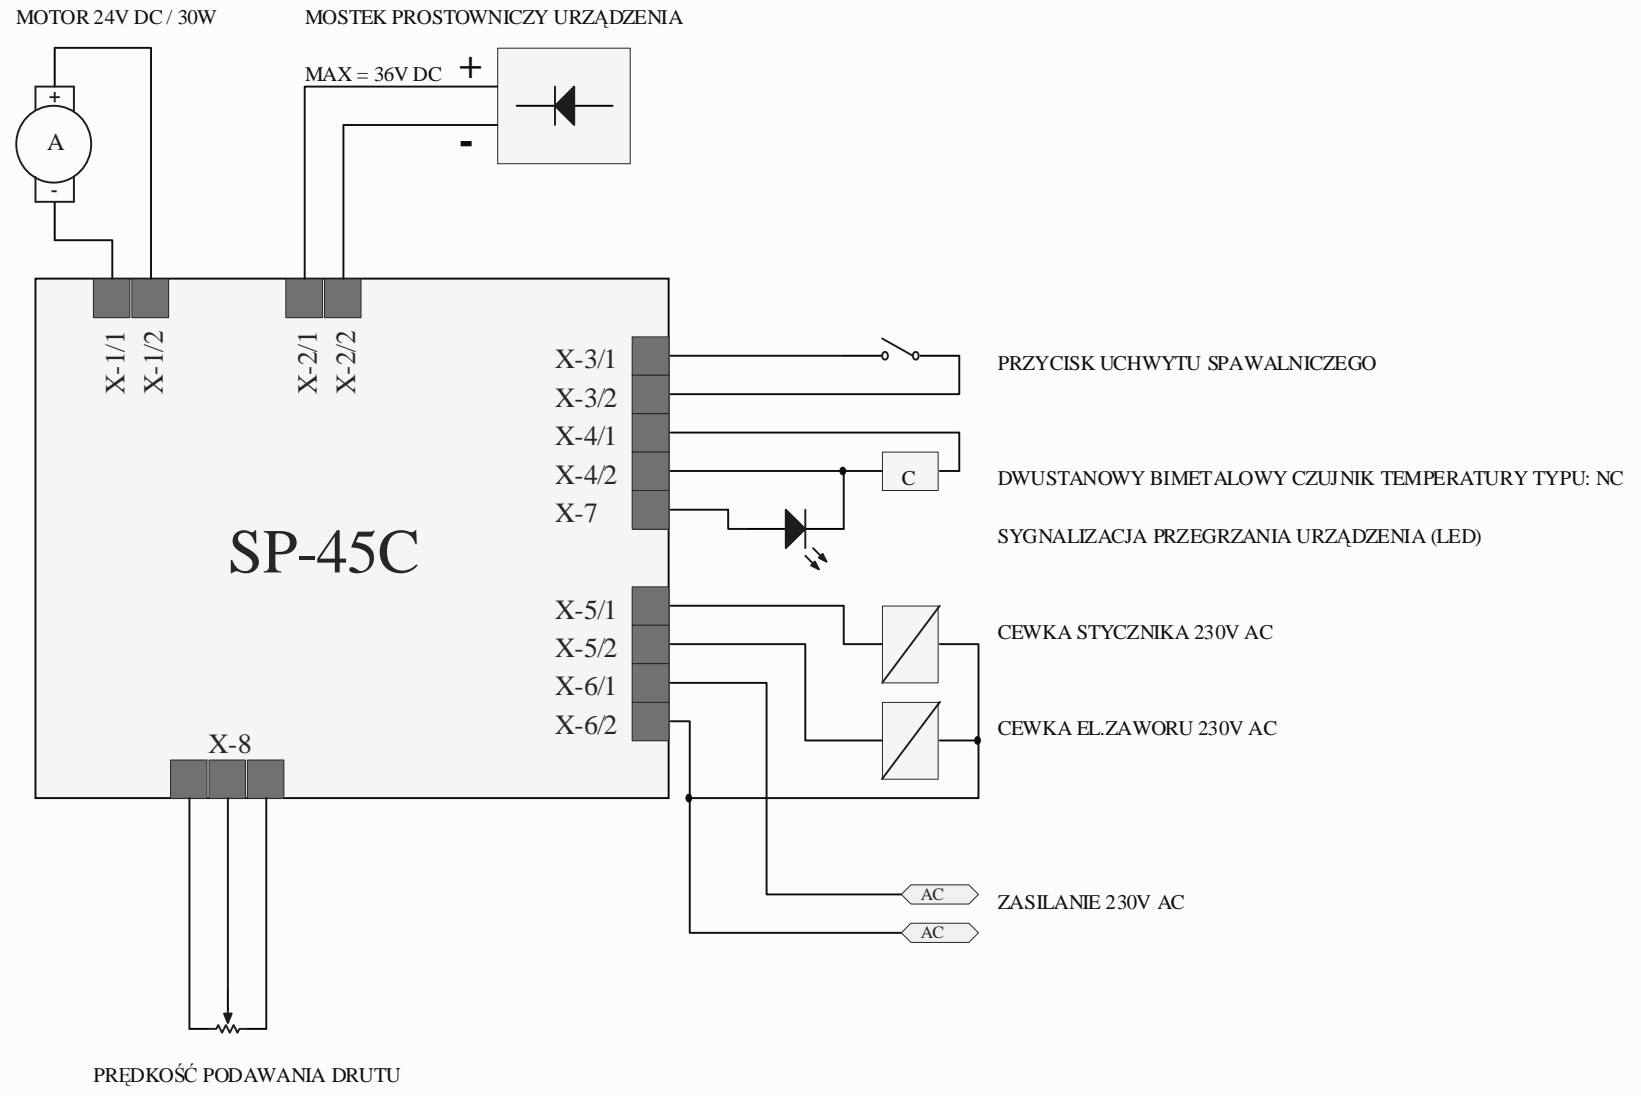 MOTOR 24V DC / 30W
MOSTEK PROSTOWNICZY URZĄDZENIA
MAX = 36V DC +
-
+
A
-
X-1/1
X-1/2
X-2/1
X-2/2
X-3/1
PRZYCISK UCHWYTU SPAWALNICZEGO
X-3/2
X-4/1
X-4/2
C
DWUSTANOWY BIMETALOWY CZUJNIK TEMPERATURY TYPU: NC
X-7
SYGNALIZACJA PRZEGRZANIA URZĄDZENIA (LED)
SP-45C
X-5/1
CEWKA STYCZNIKA 230V AC
X-5/2
X-6/1
X-6/2
CEWKA EL.ZAWORU 230V AC
X-8
AC
ZASILANIE 230V AC
AC
PRĘDKOŚĆ PODAWANIA DRUTU